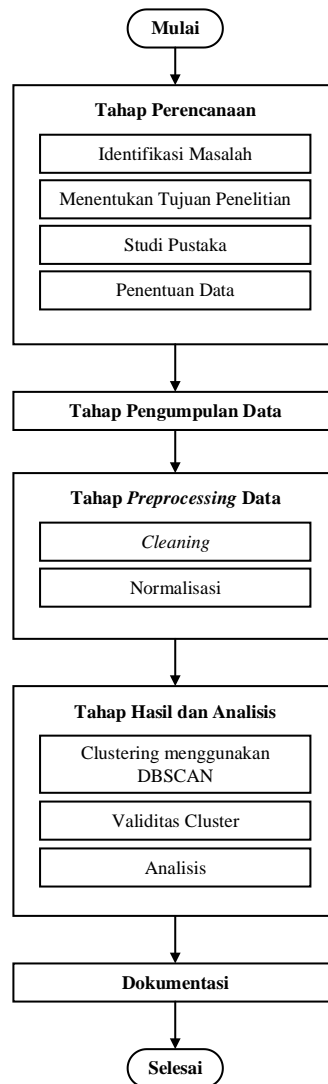 Mulai
Tahap Perencanaan
Identifikasi Masalah
Menentukan Tujuan Penelitian
Studi Pustaka
Penentuan Data
Tahap Pengumpulan Data
Tahap Preprocessing Data
Cleaning
Normalisasi
Tahap Hasil dan Analisis
Clustering menggunakan
DBSCAN
Validitas Cluster
Analisis
Dokumentasi
Selesai